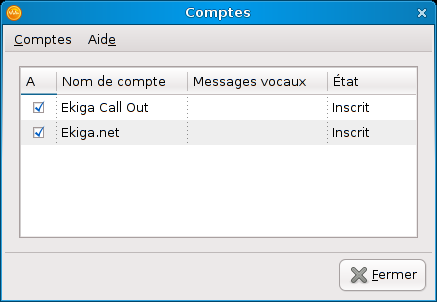 Comptes
Comptes Aide
A Nom de compte Messages vocaux État
Ekiga Call Out Inscrit
Ekiga.net Inscrit
Fermer